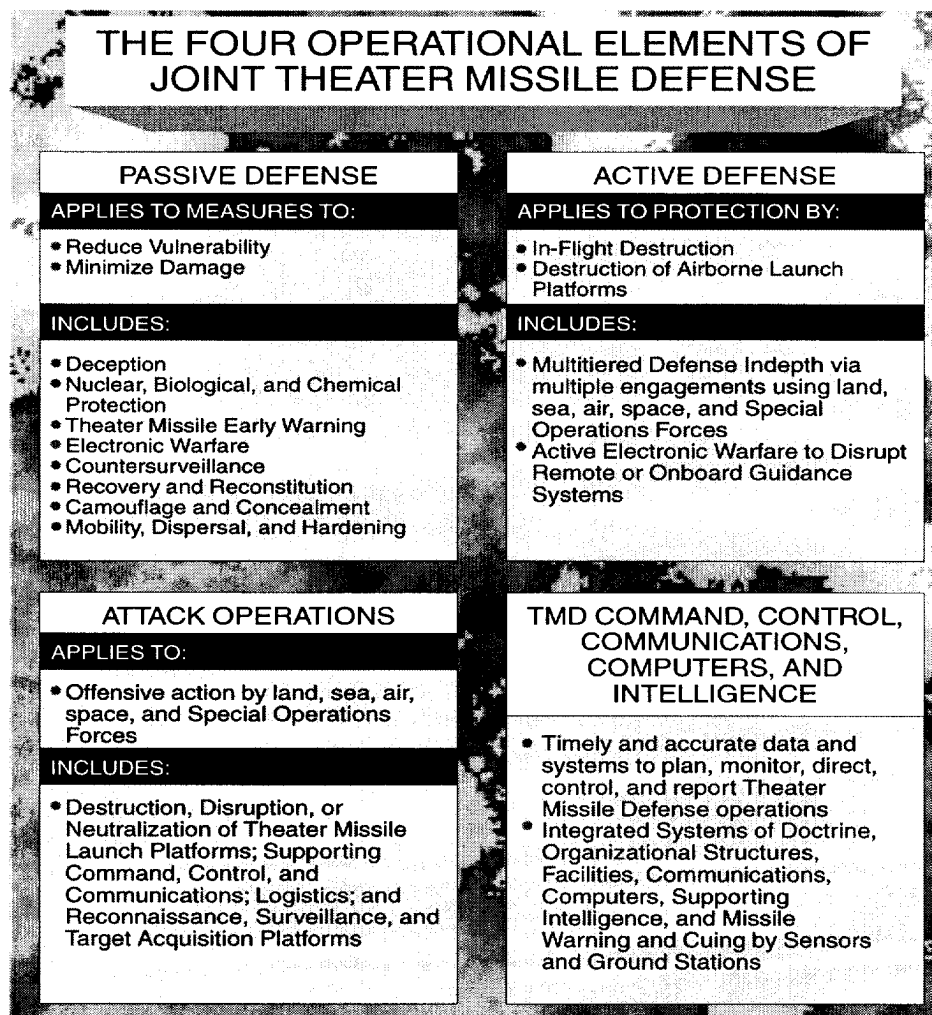 THE FOUR OPERATIONAL ELEMENTS OF
JOINT THEATER MISSILE DEFENSE
PASSIVE DEFENSE
APPLIES TO MEASURES TO:
• Reduce Vulnerability
• Minimize Damage
INCLUDES:
• Deception
• Nuclear, Biological, and Chemical
Protection
• Theater Missile Early Warning
• Electronic Warfare
• Countersurveillance
• Recovery and Reconstitution
• Camouflage and Concealment
• Mobility, Dispersal, and Hardening
ACTIVE DEFENSE
APPLIES TO PROTECTION BY:
• In-Flight Destruction
• Destruction of Airborne Launch
Platforms
INCLUDES:
• Multitiered Defense Indepth via
multiple engagements using land,
sea, air, space, and Special
Operations Forces
• Active Electronic Warfare to Disrupt
Remote or Onboard Guidance
Systems
ATTACK OPERATIONS
APPLIES TO:
• Offensive action by land, sea, air,
space, and Special Operations
Forces
INCLUDES:
• Destruction, Disruption, or
Neutralization of Theater Missile
Launch Platforms; Supporting
Command, Control, and
Communications; Logistics; and
Reconnaissance, Surveillance, and
Target Acquisition Platforms
TMD COMMAND, CONTROL,
COMMUNICATIONS,
COMPUTERS, AND
INTELLIGENCE
• Timely and accurate data and
systems to plan, monitor, direct,
control, and report Theater
Missile Defense operations
• Integrated Systems of Doctrine,
Organizational Structures,
Facilities, Communications,
Computers, Supporting
Intelligence, and Missile
Warning and Cuing by Sensors
and Ground Stations